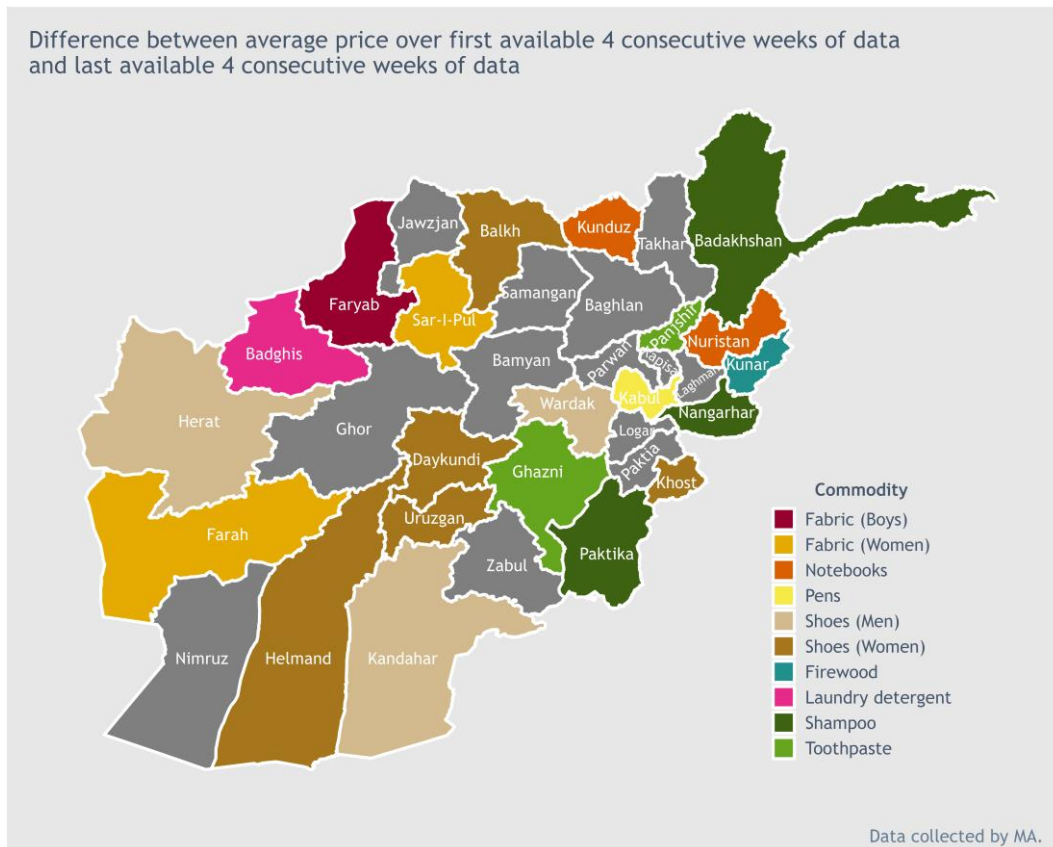 Difference between average price over first available 4 consecutive weeks of data
and last available 4 consecutive weeks of data
Jawzjan
Balkh
Kunduz
Takhar
Badakhshan
Faryab
Sar-I-Pul
Samangan
Baghlan
Panjshir
Nuristan
Badghis
Bamyan
Parwan
Kapisa
Laghman
Kunar
Herat
Ghor
Wardak
Kabul
Nangarhar
Logar
Daykundi
Ghazni
Paktia
Khost
Farah
Uruzgan
Zabul
Paktika
Nimruz
Helmand
Kandahar
Commodity
Fabric (Boys)
Fabric (Women)
Notebooks
Pens
Shoes (Men)
Shoes (Women)
Firewood
Laundry detergent
Shampoo
Toothpaste
Data collected by MA.